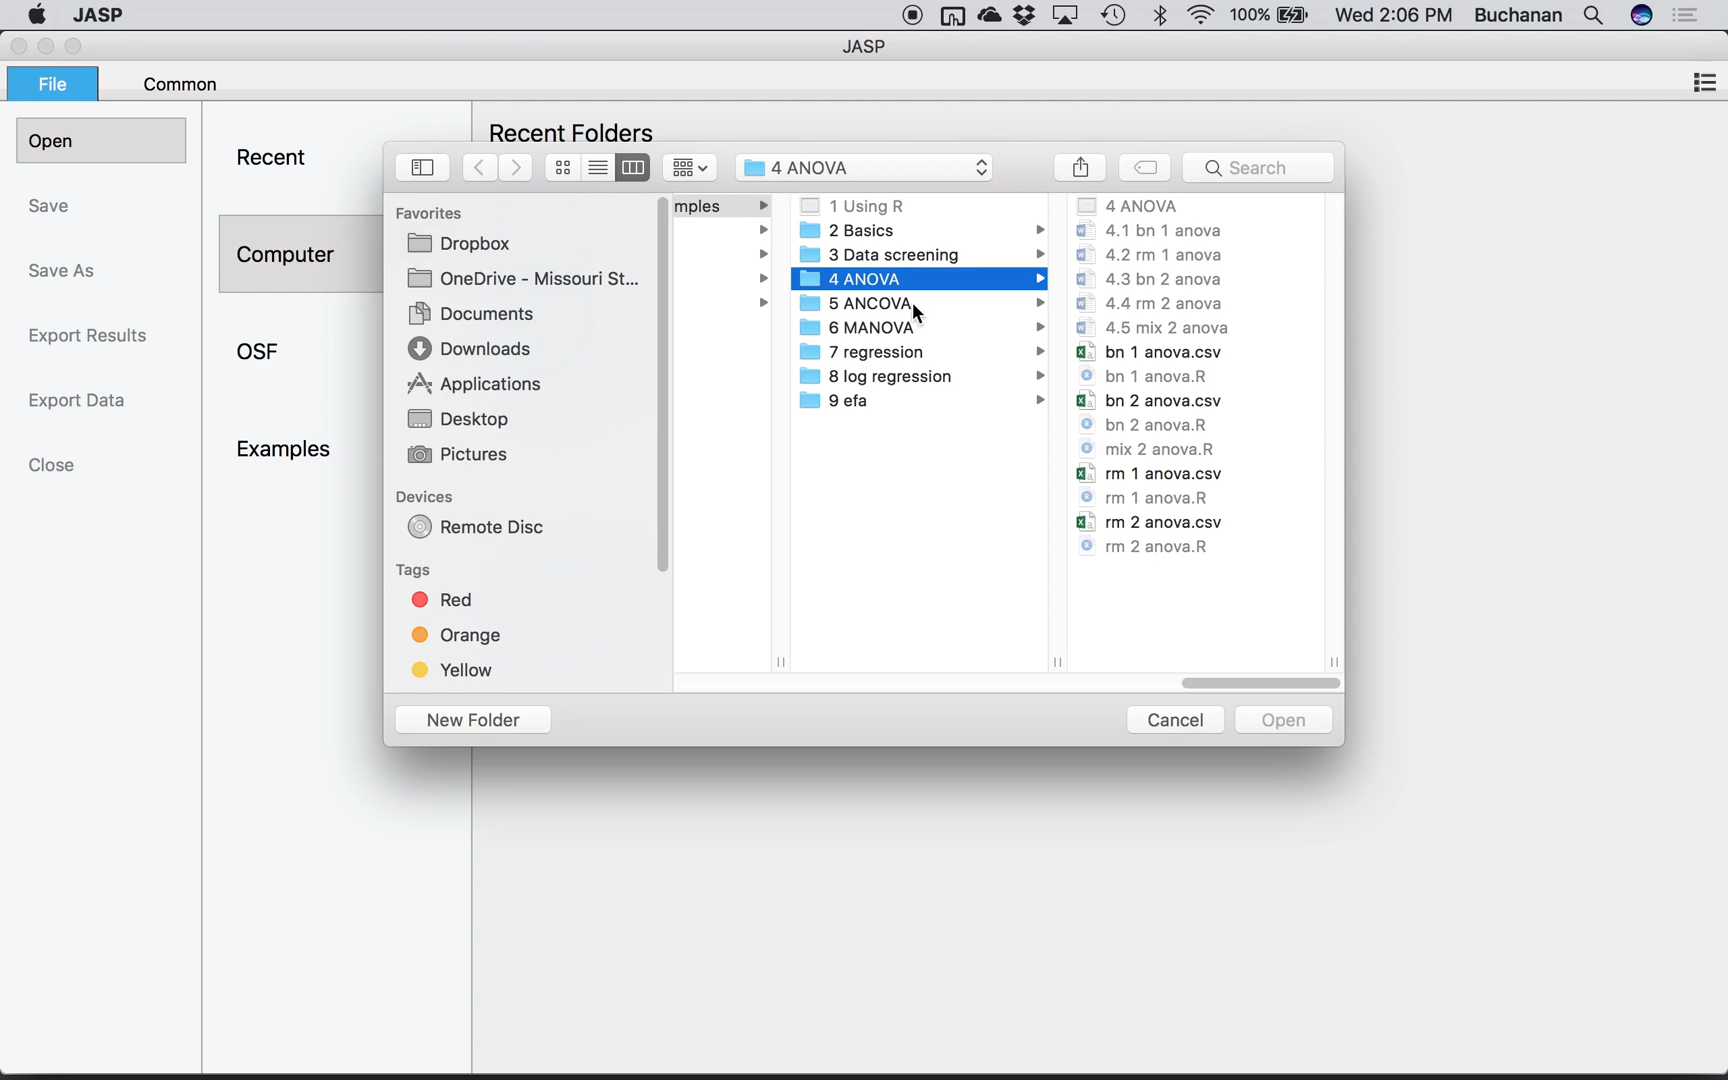 JASP
100%
Wed 2:06 PM
Buchanan
JASP
File
Common
Open
Save
Save As
Export Results
Export Data
Close
Recent
Computer
OSF
Examples
Recent Folders
4 ANOVA
Search
Favorites
Dropbox
OneDrive - Missouri St...
Documents
Downloads
Applications
Desktop
Pictures
Devices
Remote Disc
Tags
Red
Orange
Yellow
mples
1 Using R
2 Basics
3 Data screening
4 ANOVA
5 ANCOVA
6 MANOVA
7 regression
8 log regression
9 efa
4 ANOVA
4.1 bn 1 anova
4.2 rm 1 anova
4.3 bn 2 anova
4.4 rm 2 anova
4.5 mix 2 anova
bn 1 anova.csv
bn 1 anova.R
bn 2 anova.csv
bn 2 anova.R
mix 2 anova.R
rm 1 anova.csv
rm 1 anova.R
rm 2 anova.csv
rm 2 anova.R
New Folder
Cancel
Open